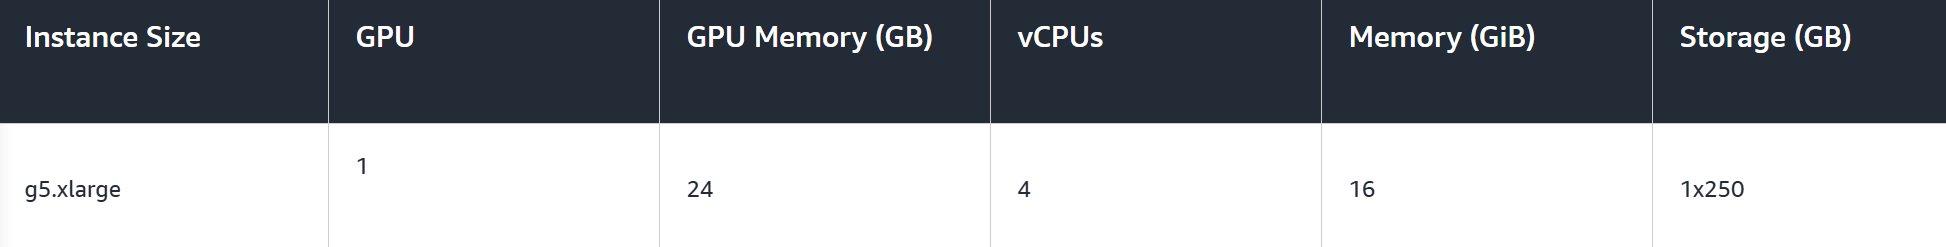 Instance Size GPU GPU Memory (GB) vCPUs Memory (GiB) Storage (GB)
g5.xlarge 1 24 4 16 1x250